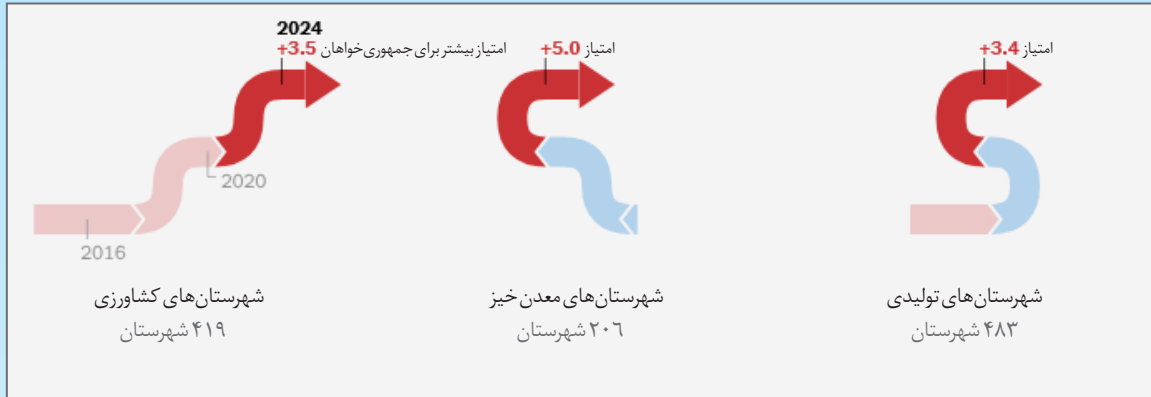 2024
+3.5 امتیاز بیشتر برای جمهوری‌خواهان
2020
2016
شهرستان‌های کشاورزی
۴۱۹ شهرستان
+5.0 امتیاز
شهرستان‌های معدن خیز
۲۰٦ شهرستان
+3.4 امتیاز
شهرستان‌های تولیدی
۴۸۳ شهرستان